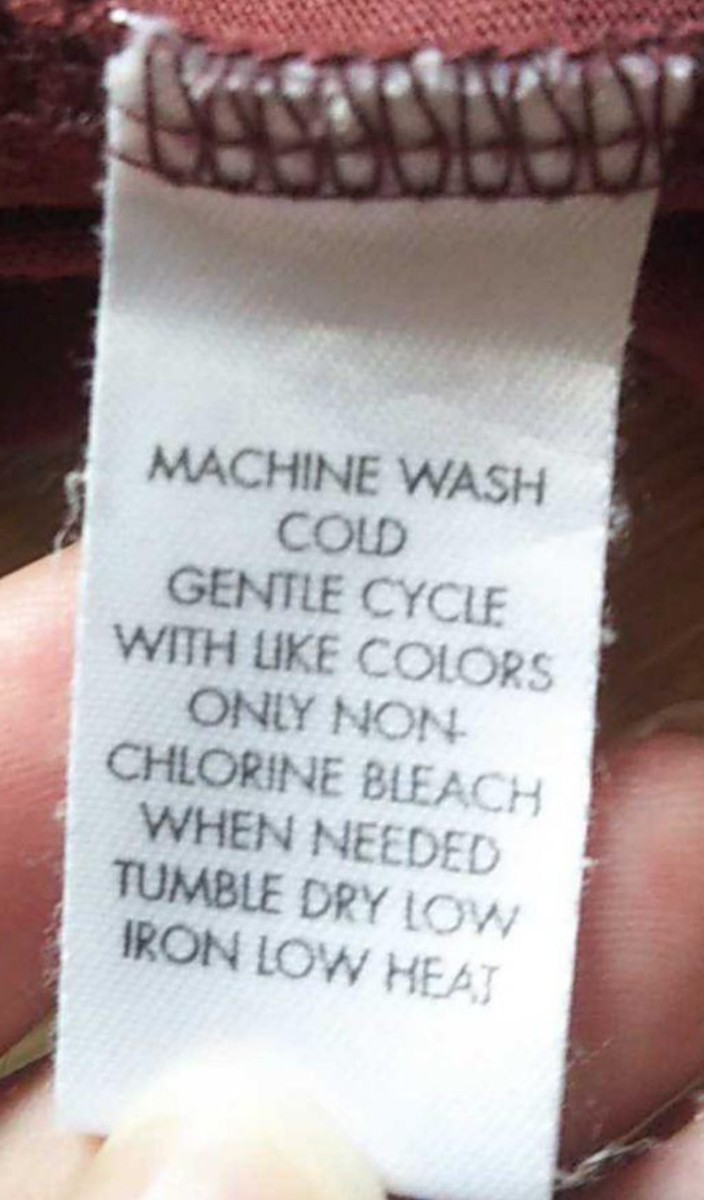 MACHINE WASH
COLD
GENTLE CYCLE
WITH LIKE COLORS
ONLY NON-
CHLORINE BLEACH
WHEN NEEDED
TUMBLE DRY LOW
IRON LOW HEAT